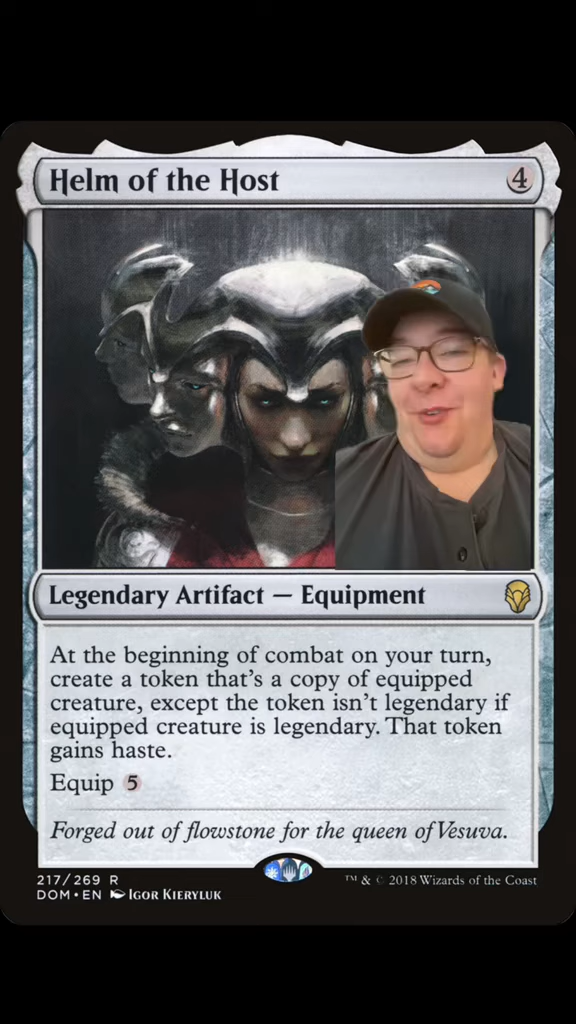 Helm of the Host 4
Legendary Artifact — Equipment
At the beginning of combat on your turn,
create a token that's a copy of equipped
creature, except the token isn't legendary if
equipped creature is legendary. That token
gains haste.
Equip 5
Forged out of flowstone for the queen of Vesuva.
217/269 R
DOM • EN IGOR KIERYLUK
™ & © 2018 Wizards of the Coast